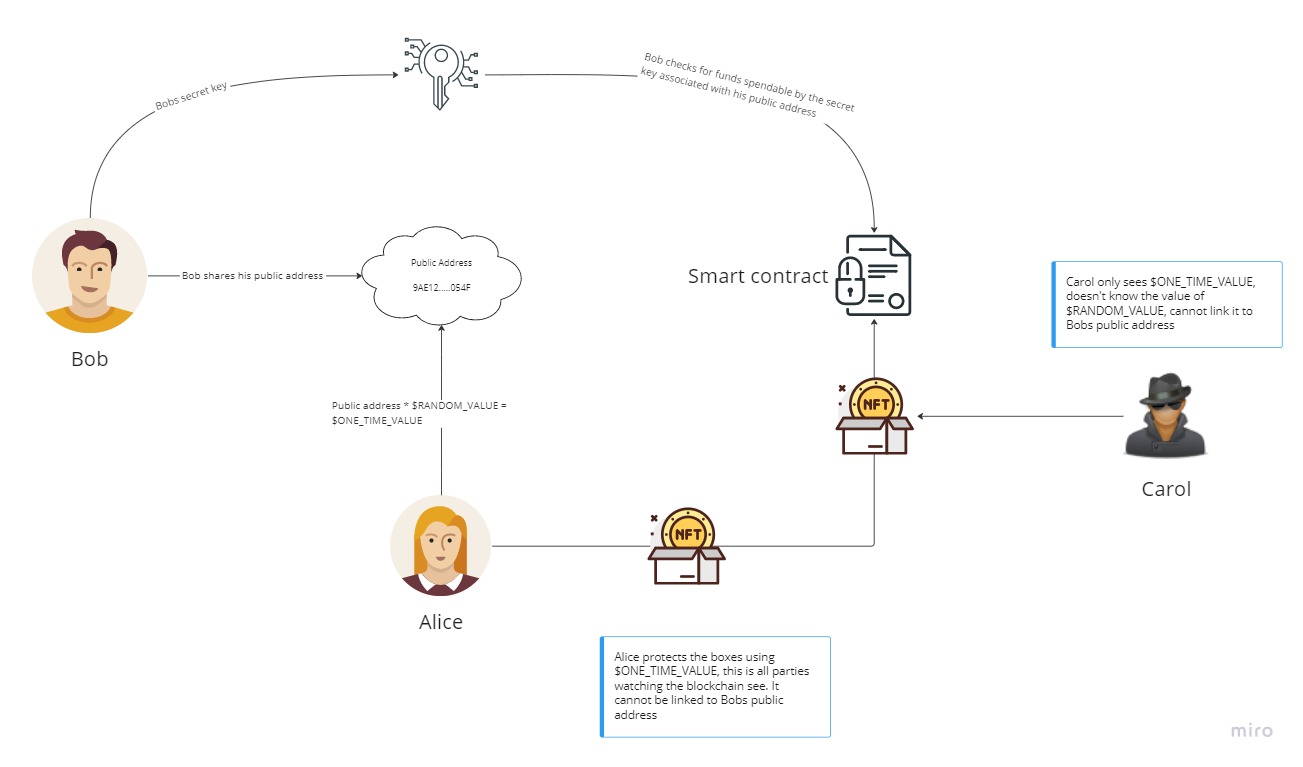 Bobs secret key
Bob checks for funds spendable by the secret
key associated with his public address
Bob shares his public address
Public Address
9AE12.....054F
Smart contract
Carol only sees $ONE_TIME_VALUE,
doesn't know the value of
$RANDOM_VALUE, cannot link it to
Bobs public address
Bob
Public address * $RANDOM_VALUE =
$ONE_TIME_VALUE
NFT
Carol
NFT
Alice
Alice protects the boxes using
$ONE_TIME_VALUE, this is all parties
watching the blockchain see. It
cannot be linked to Bobs public
address
miro